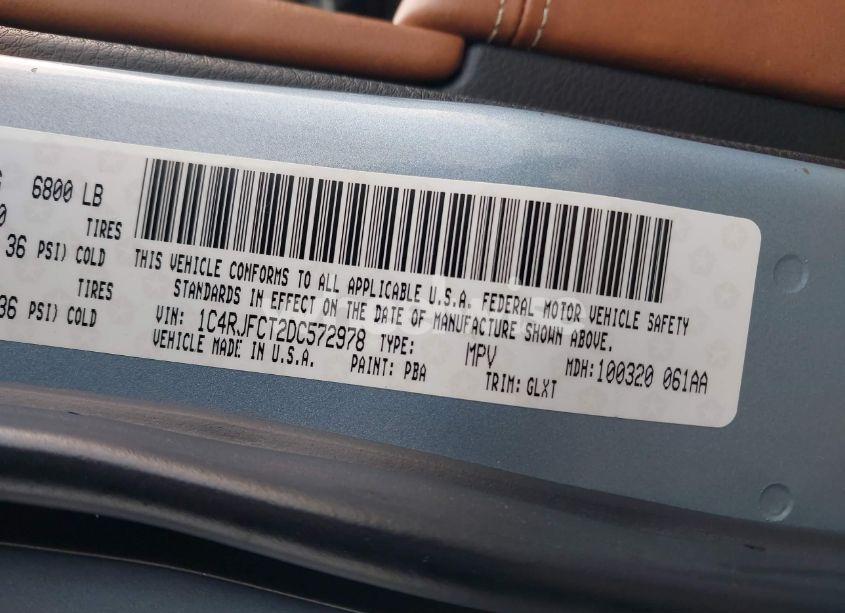 6800 LB
TIRES
36 PSI) COLD
TIRES
36 PSI) COLD
THIS VEHICLE CONFORMS TO ALL APPLICABLE U.S.A. FEDERAL MOTOR VEHICLE SAFETY
STANDARDS IN EFFECT ON THE DATE OF MANUFACTURE SHOWN ABOVE.
VIN: 1C4RJFCT2DC572978 TYPE: MPV MDH:100320 061AA
VEHICLE MADE IN U.S.A. PAINT: PBA TRIM: GLXT